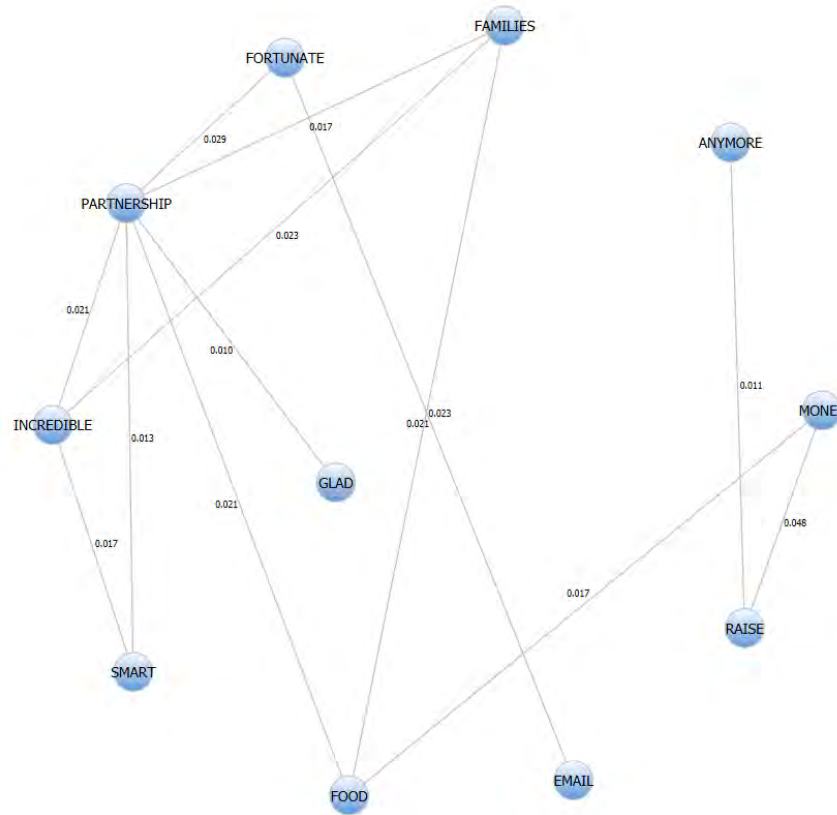 FAMILIES
FORTUNATE
0.017
0.029
ANYMORE
PARTNERSHIP
0.023
0.021
0.010
0.011
0.023
MONE
0.021
INCREDIBLE
0.013
GLAD
0.021
0.048
0.017
0.017
RAISE
SMART
EMAIL
FOOD